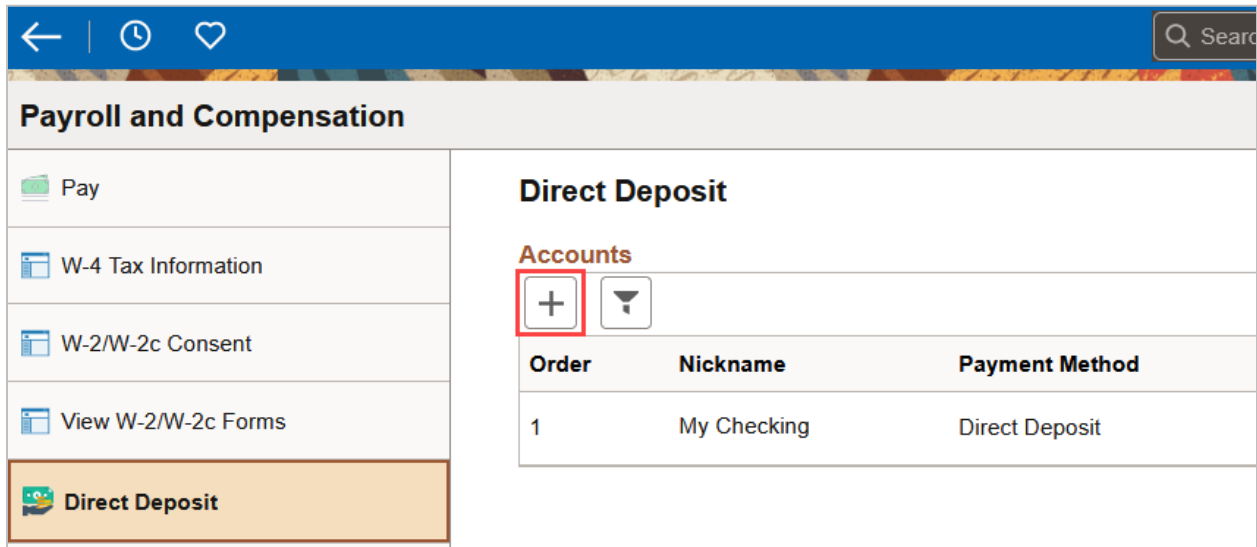 Searc
Payroll and Compensation
Pay
W-4 Tax Information
W-2/W-2c Consent
View W-2/W-2c Forms
Direct Deposit
Direct Deposit
Accounts
Order Nickname Payment Method
1 My Checking Direct Deposit